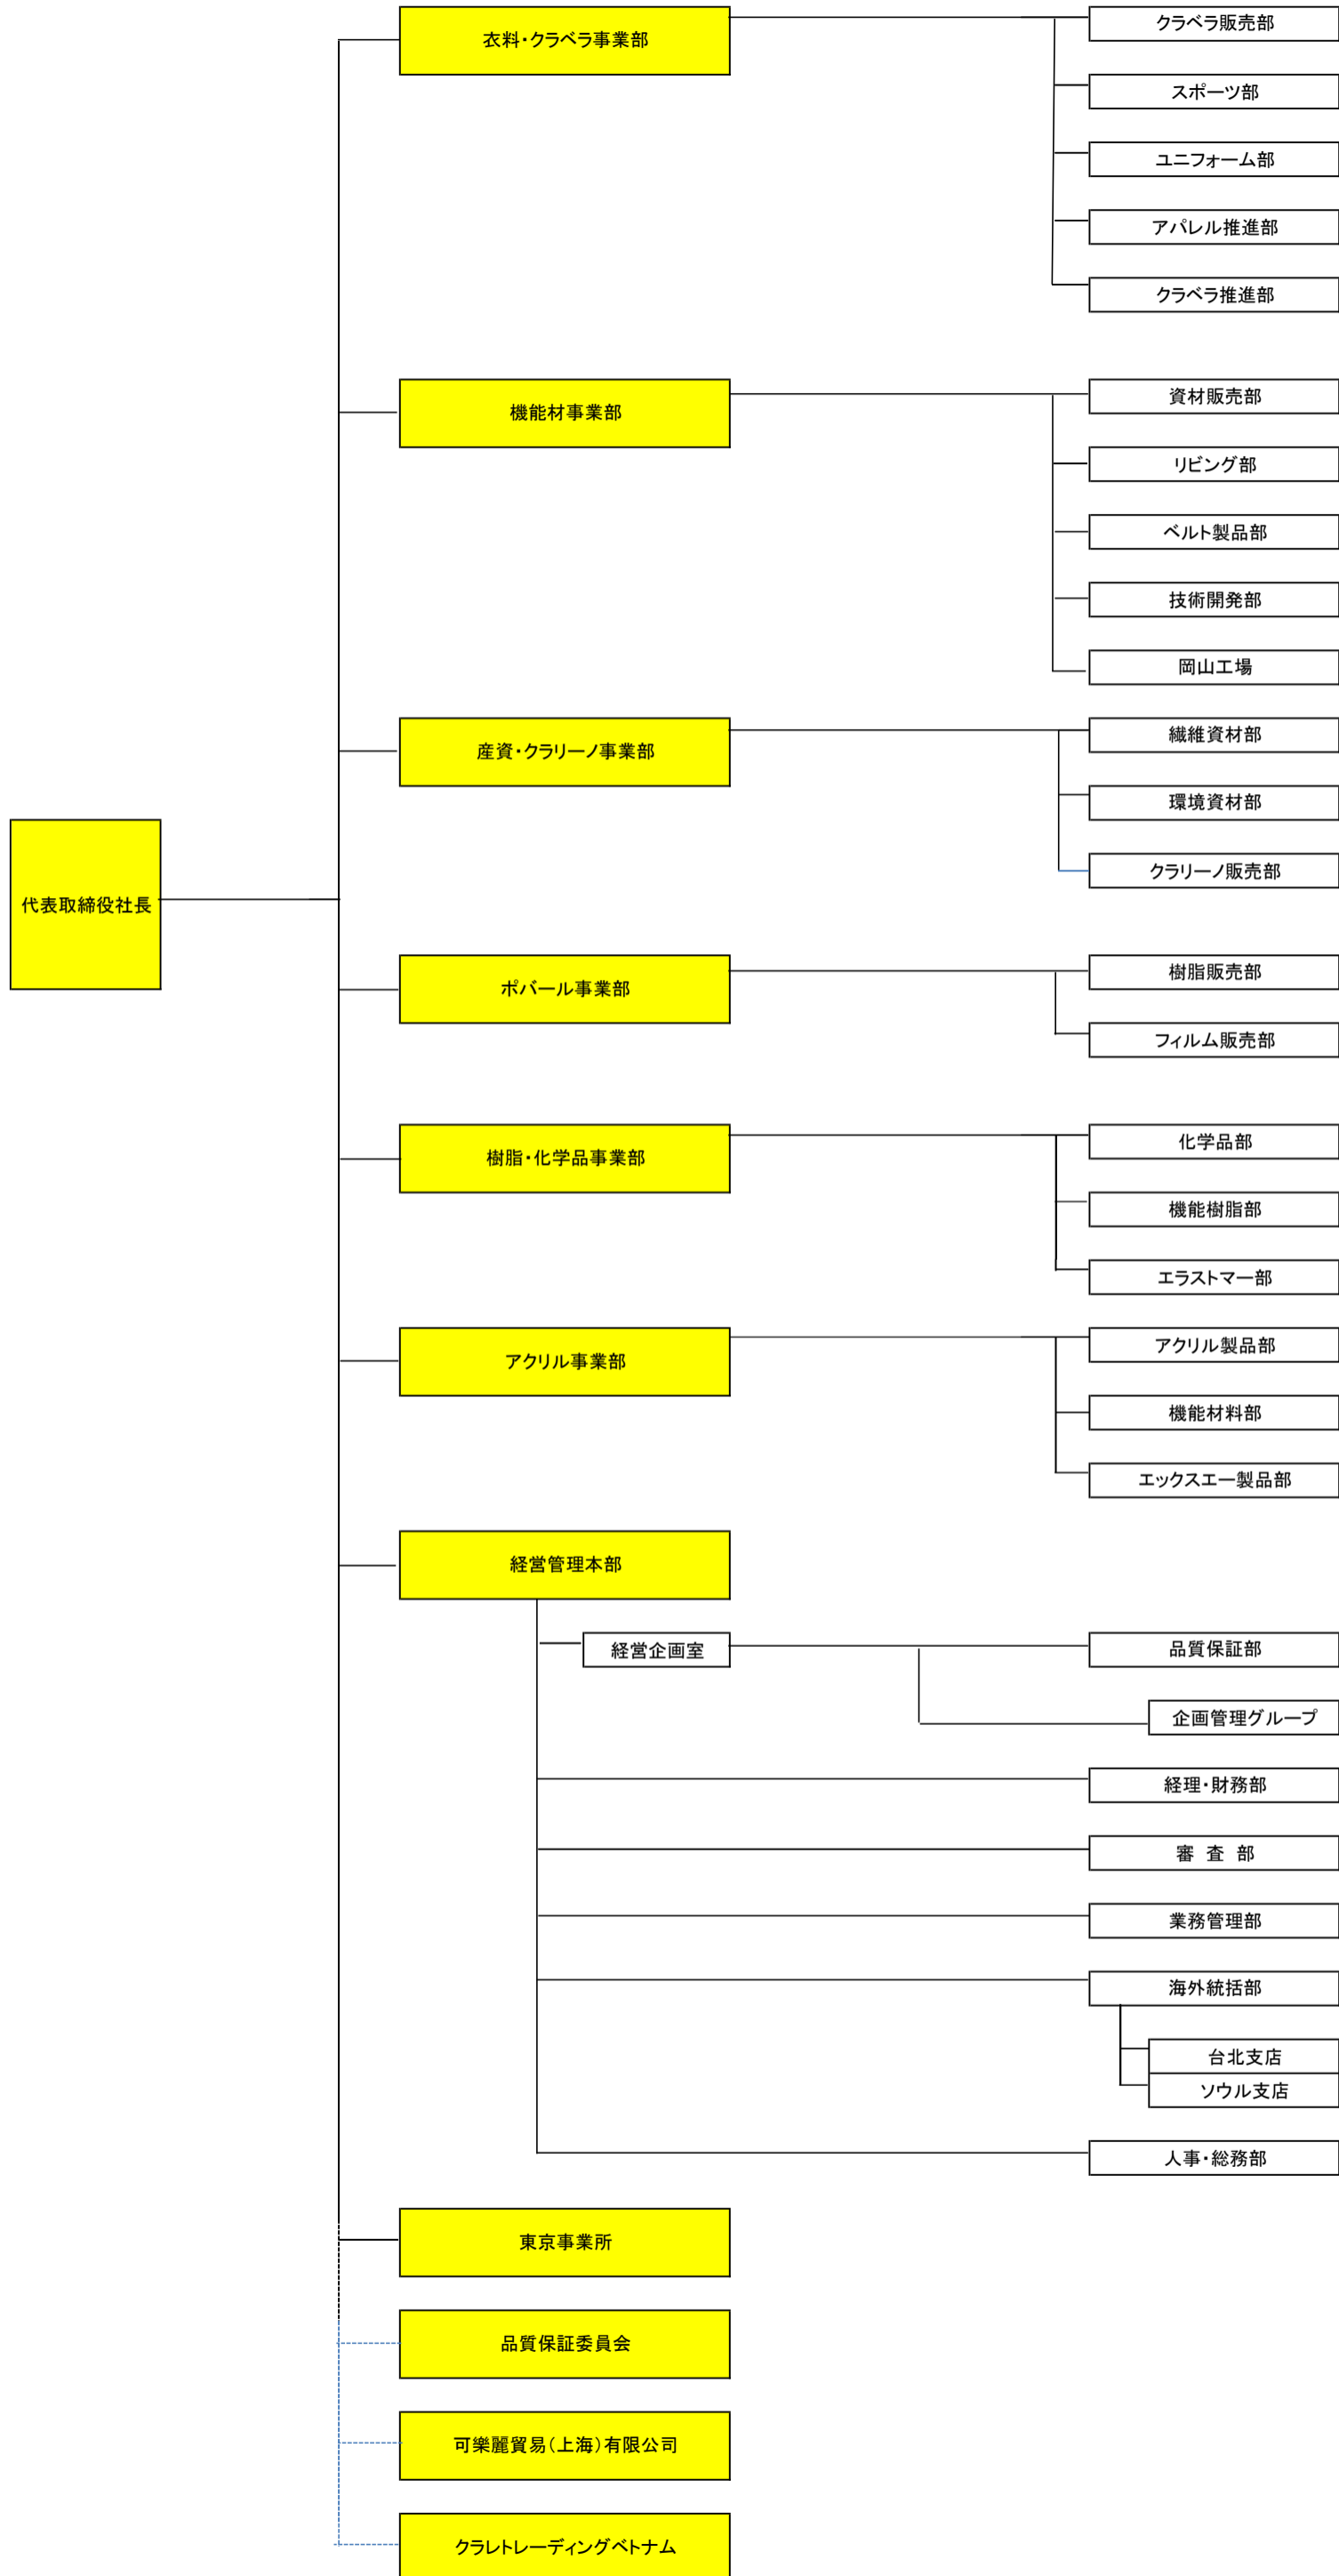 衣料・クラベラ事業部
クラベラ販売部
スポーツ部
ユニフォーム部
アパレル推進部
クラベラ推進部
機能材事業部
資材販売部
リビング部
ベルト製品部
技術開発部
岡山工場
産資・クラリーノ事業部
繊維資材部
環境資材部
クラリーノ販売部
代表取締役社長
ポバール事業部
樹脂販売部
フィルム販売部
樹脂・化学品事業部
化学品部
機能樹脂部
エラストマー部
アクリル事業部
アクリル製品部
機能材料部
エックスエー製品部
経営管理本部
経営企画室
品質保証部
企画管理グループ
経理・財務部
審 査 部
業務管理部
海外統括部
台北支店
ソウル支店
人事・総務部
東京事業所
品質保証委員会
可樂麗貿易（上海）有限公司
クラレトレーディングベトナム